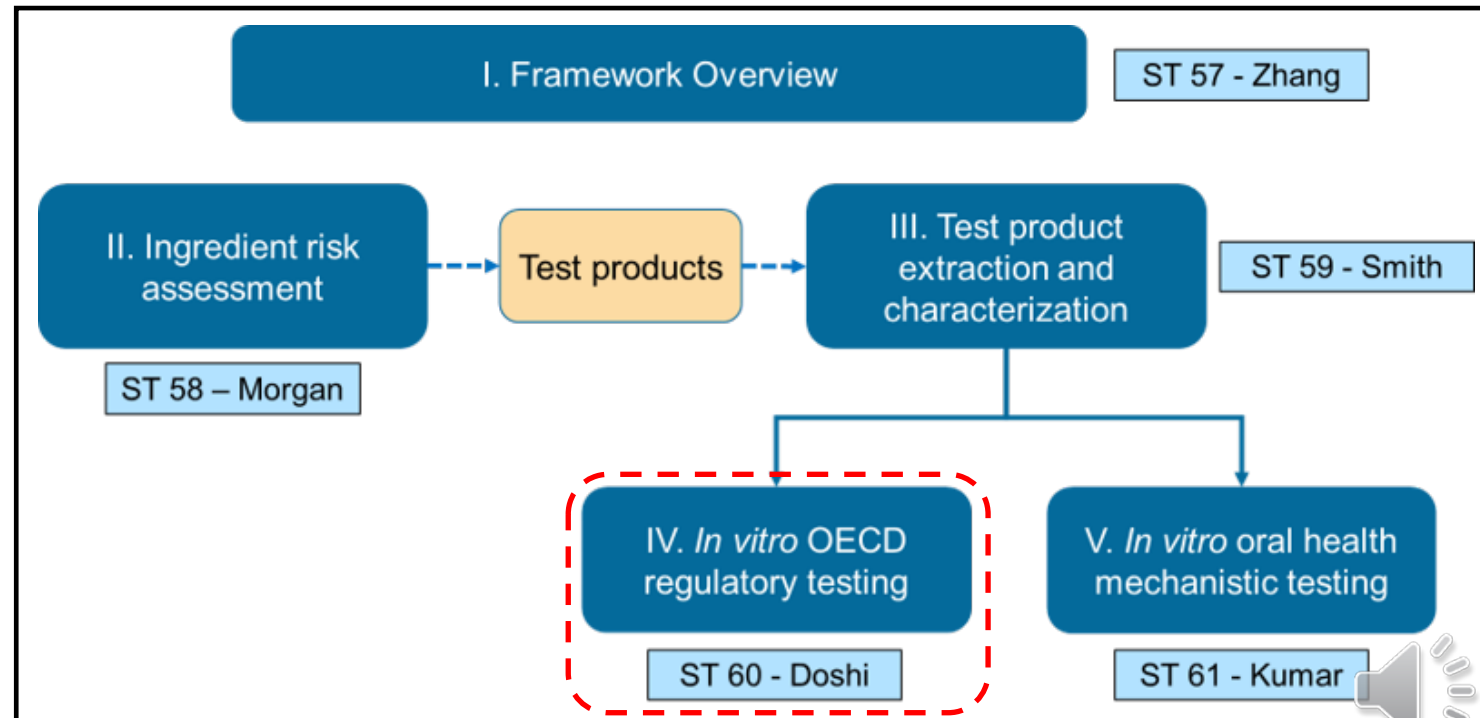 I. Framework Overview
ST 57 - Zhang
II. Ingredient risk
assessment
Test products
III. Test product
extraction and
characterization
ST 59 - Smith
ST 58 – Morgan
IV. In vitro OECD
regulatory testing
V. In vitro oral health
mechanistic testing
ST 60 - Doshi
ST 61 - Kumar